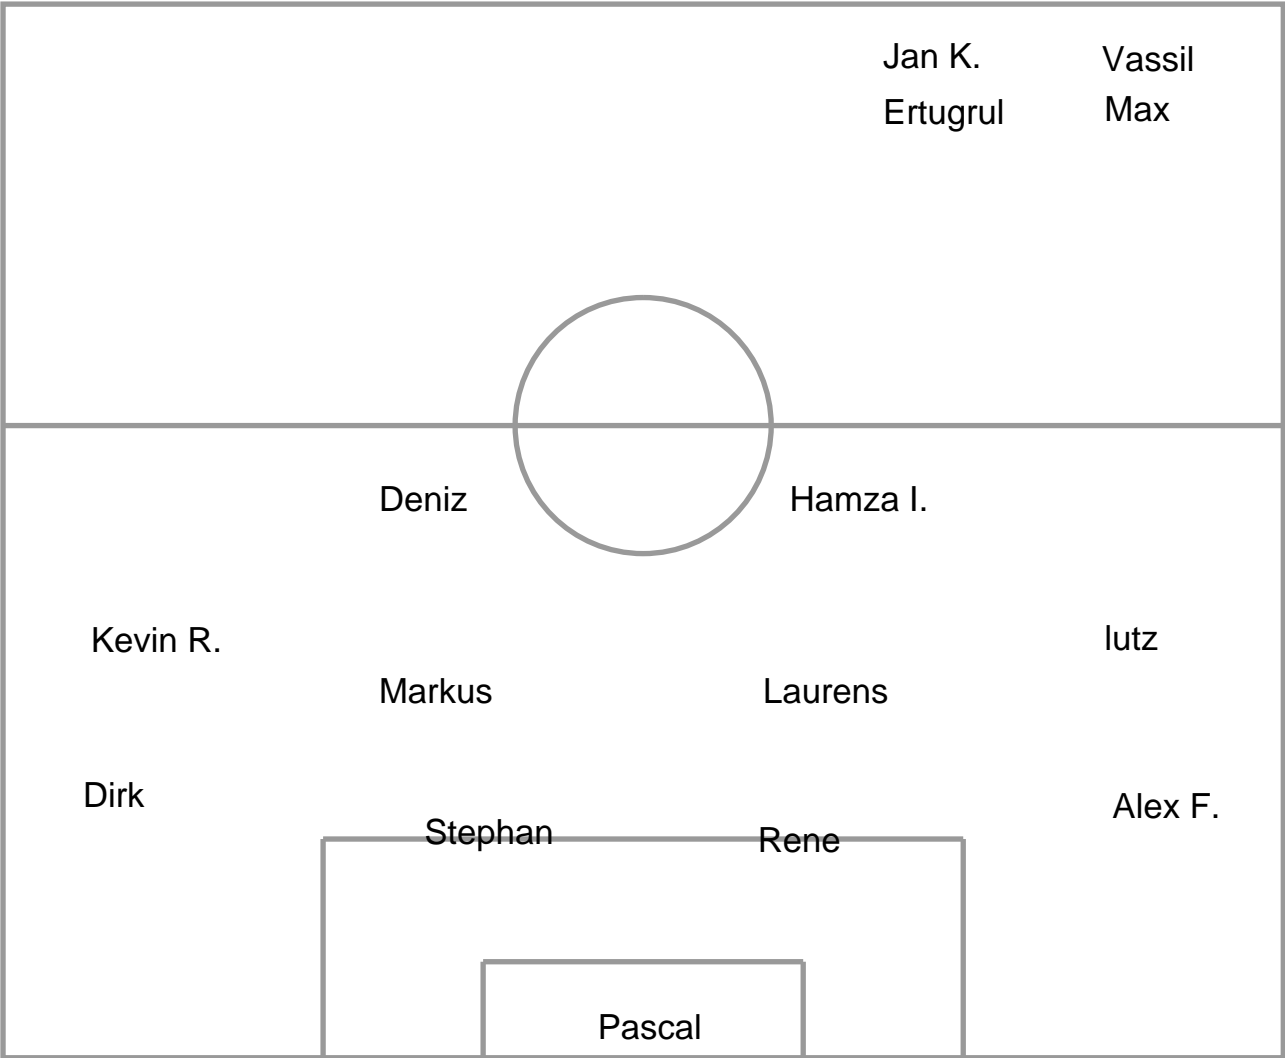 Jan K. Vassil
Ertugrul Max
Deniz Hamza I.
Kevin R. lutz
Markus Laurens
Dirk Alex F.
Stephan Rene
Pascal